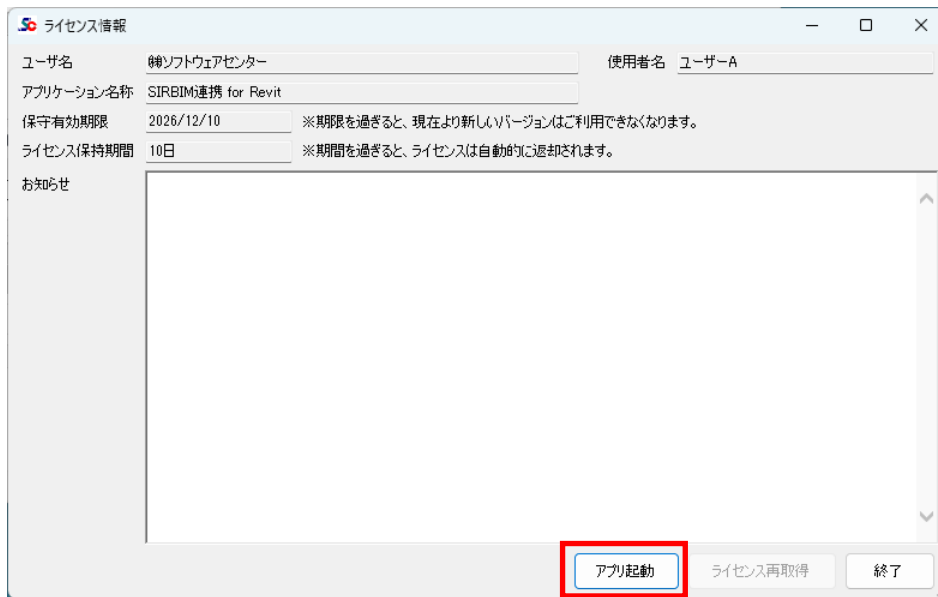 Sc ライセンス情報
ユーザ名 ㈱ソフトウェアセンター 使用者名 ユーザーA
アプリケーション名称 SIRBIM連携 for Revit
保守有効期限 2026/12/10 ※期限を過ぎると、現在より新しいバージョンはご利用できなくなります。
ライセンス保持期間 10日 ※期間を過ぎると、ライセンスは自動的に返却されます。
お知らせ
アプリ起動 ライセンス再取得 終了